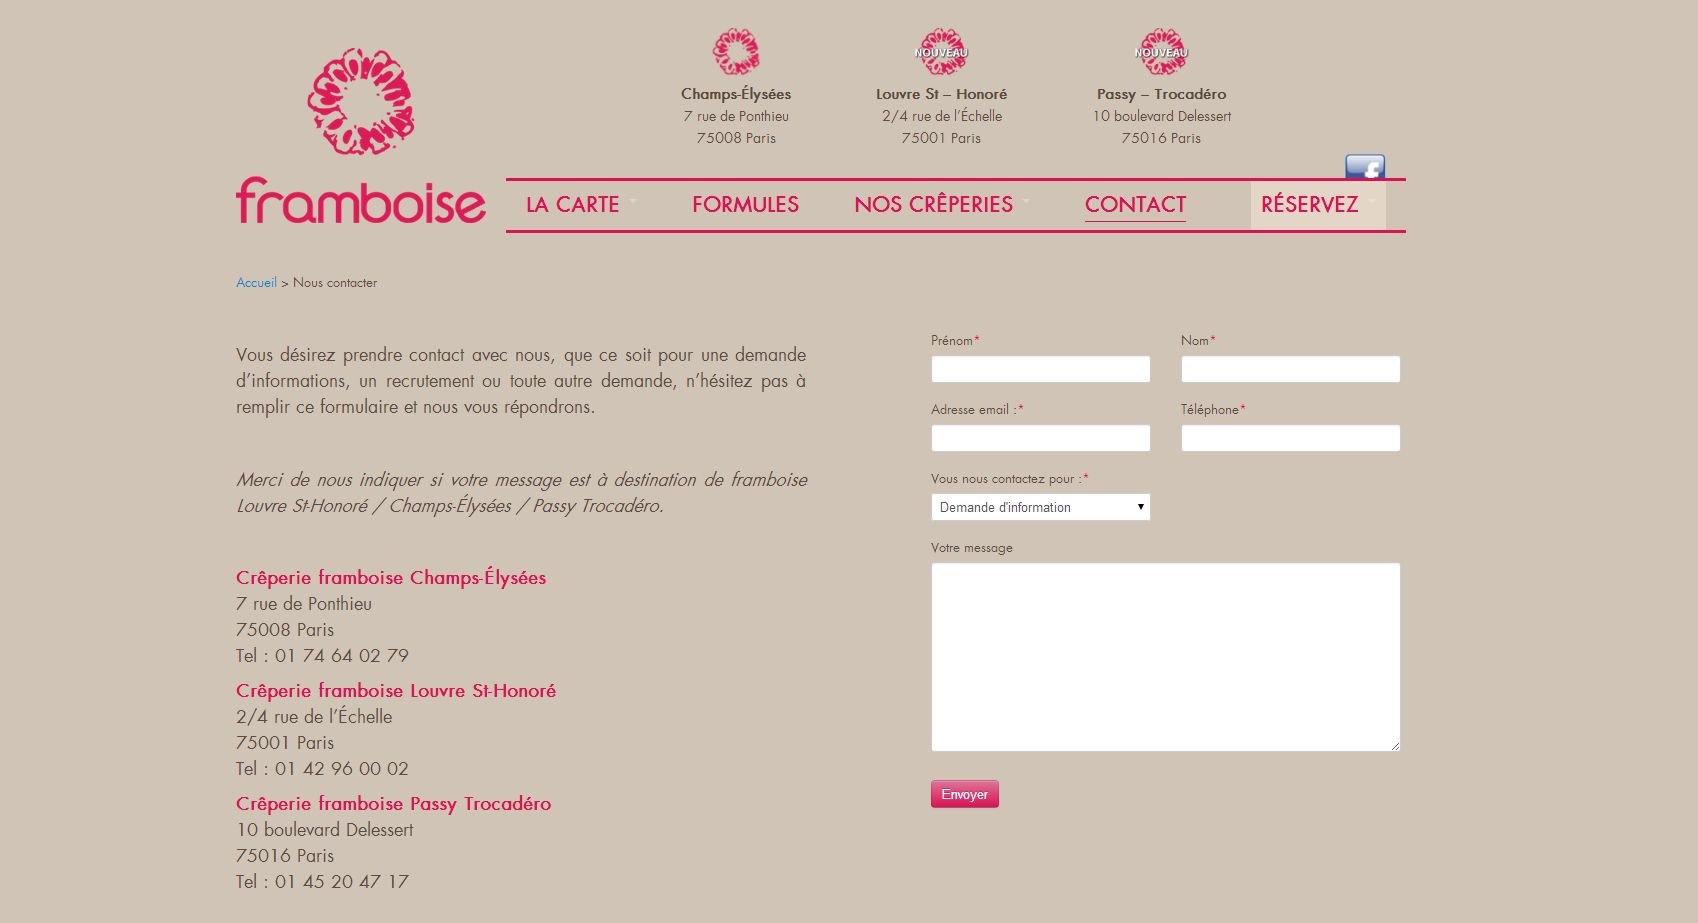 Champs-Élysées
7 rue de Ponthieu
75008 Paris
NOUVEAU
Louvre St – Honoré
2/4 rue de l’Échelle
75001 Paris
NOUVEAU
Passy – Trocadéro
10 boulevard Delessert
75016 Paris
framboise
f
LA CARTE FORMULES NOS CRÊPERIES CONTACT RÉSERVEZ
Accueil > Nous contacter
Vous désirez prendre contact avec nous, que ce soit pour une demande
d’informations, un recrutement ou toute autre demande, n’hésitez pas à
remplir ce formulaire et nous vous répondrons.
Merci de nous indiquer si votre message est à destination de framboise
Louvre St-Honoré / Champs-Élysées / Passy Trocadéro.
Crêperie framboise Champs-Élysées
7 rue de Ponthieu
75008 Paris
Tel : 01 74 64 02 79
Crêperie framboise Louvre St-Honoré
2/4 rue de l’Échelle
75001 Paris
Tel : 01 42 96 00 02
Crêperie framboise Passy Trocadéro
10 boulevard Delessert
75016 Paris
Tel : 01 45 20 47 17
Prénom* Nom*
Adresse email :* Téléphone*
Vous nous contactez pour :*
Demande d'information
Votre message
Envoyer